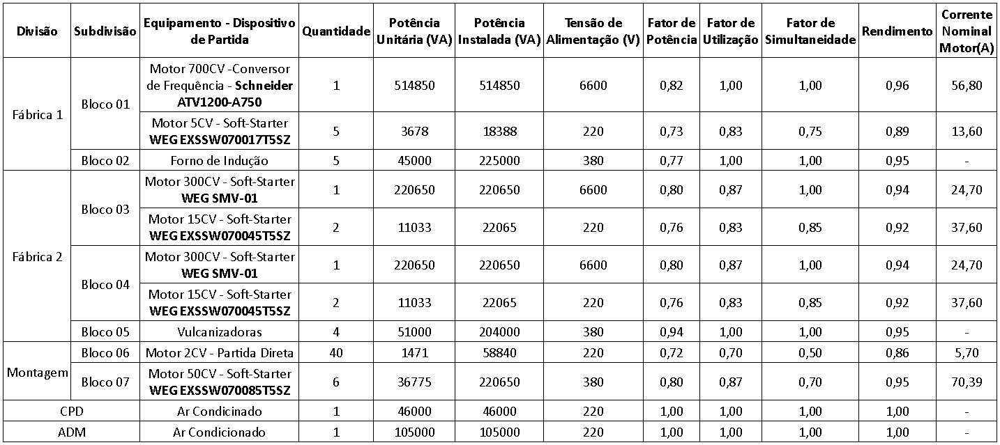 Divisão Subdivisão Equipamento - Dispositivo de Partida Quantidade Potência Unitária (VA) Potência Instalada (VA) Tensão de Alimentação (V) Fator de Potência Fator de Utilização Fator de Simultaneidade Rendimento Corrente Nominal Motor(A)
Fábrica 1 Bloco 01 Motor 700CV -Conversor de Frequência - Schneider ATV1200-A750 1 514850 514850 6600 0,82 1,00 1,00 0,96 56,80
Motor 5CV - Soft-Starter WEG EXSSW070017T5SZ 5 3678 18388 220 0,73 0,83 0,75 0,89 13,60
Bloco 02 Forno de Indução 5 45000 225000 380 0,77 1,00 1,00 0,95 -
Fábrica 2 Bloco 03 Motor 300CV - Soft-Starter WEG SMV-01 1 220650 220650 6600 0,80 0,87 1,00 0,94 24,70
Motor 15CV - Soft-Starter WEG EXSSW070045T5SZ 2 11033 22065 220 0,76 0,83 0,85 0,92 37,60
Bloco 04 Motor 300CV - Soft-Starter WEG SMV-01 1 220650 220650 6600 0,80 0,87 1,00 0,94 24,70
Motor 15CV - Soft-Starter WEG EXSSW070045T5SZ 2 11033 22065 220 0,76 0,83 0,85 0,92 37,60
Bloco 05 Vulcanizadoras 4 51000 204000 380 0,94 1,00 1,00 0,95 -
Montagem Bloco 06 Motor 2CV - Partida Direta 40 1471 58840 220 0,72 0,70 0,50 0,86 5,70
Bloco 07 Motor 50CV - Soft-Starter WEG EXSSW070085T5SZ 6 36775 220650 380 0,80 0,87 0,70 0,95 70,39
CPD Ar Condicinado 1 46000 46000 220 1,00 1,00 1,00 1,00 -
ADM Ar Condicionado 1 105000 105000 220 1,00 1,00 1,00 1,00 -